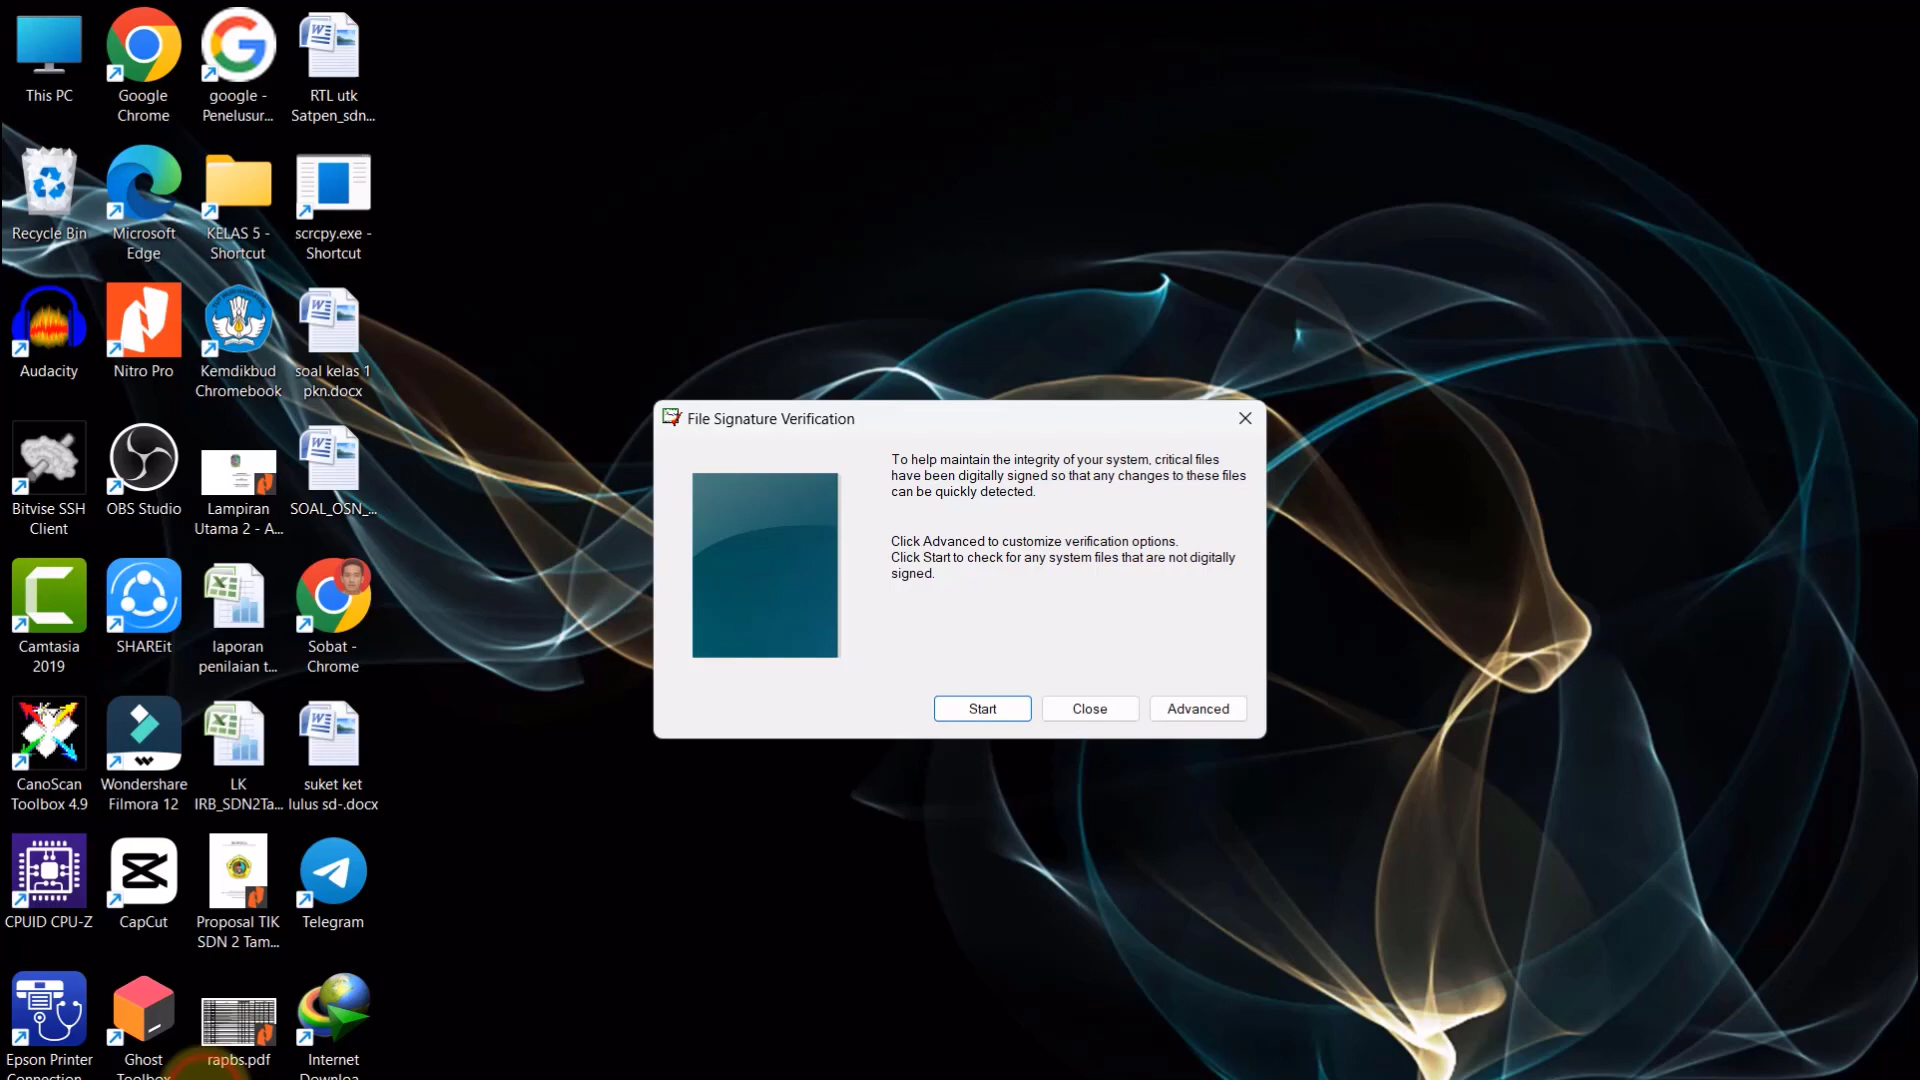 This PC
Google
Chrome
google -
Penelusur...
RTL utk
Satpen_sdn...
Recycle Bin
Microsoft
Edge
KELAS 5 -
Shortcut
scrcpy.exe -
Shortcut
Audacity
Nitro Pro
Kemdikbud
Chromebook
soal kelas 1
pkn.docx
Bitvise SSH
Client
OBS Studio
Lampiran
Utama 2 - A...
SOAL_OSN_...
Camtasia
2019
SHAREit
laporan
penilaian t...
Sobat -
Chrome
CanoScan
Toolbox 4.9
Wondershare
Filmora 12
LK
IRB_SDN2Ta...
suket ket
lulus sd-.docx
CPUID CPU-Z
CapCut
Proposal TIK
SDN 2 Tam...
Telegram
Epson Printer
Connection
Ghost
Toolbox
rapbs.pdf
Internet
Downloa...
File Signature Verification
To help maintain the integrity of your system, critical files
have been digitally signed so that any changes to these files
can be quickly detected.
Click Advanced to customize verification options.
Click Start to check for any system files that are not digitally
signed.
Start
Close
Advanced